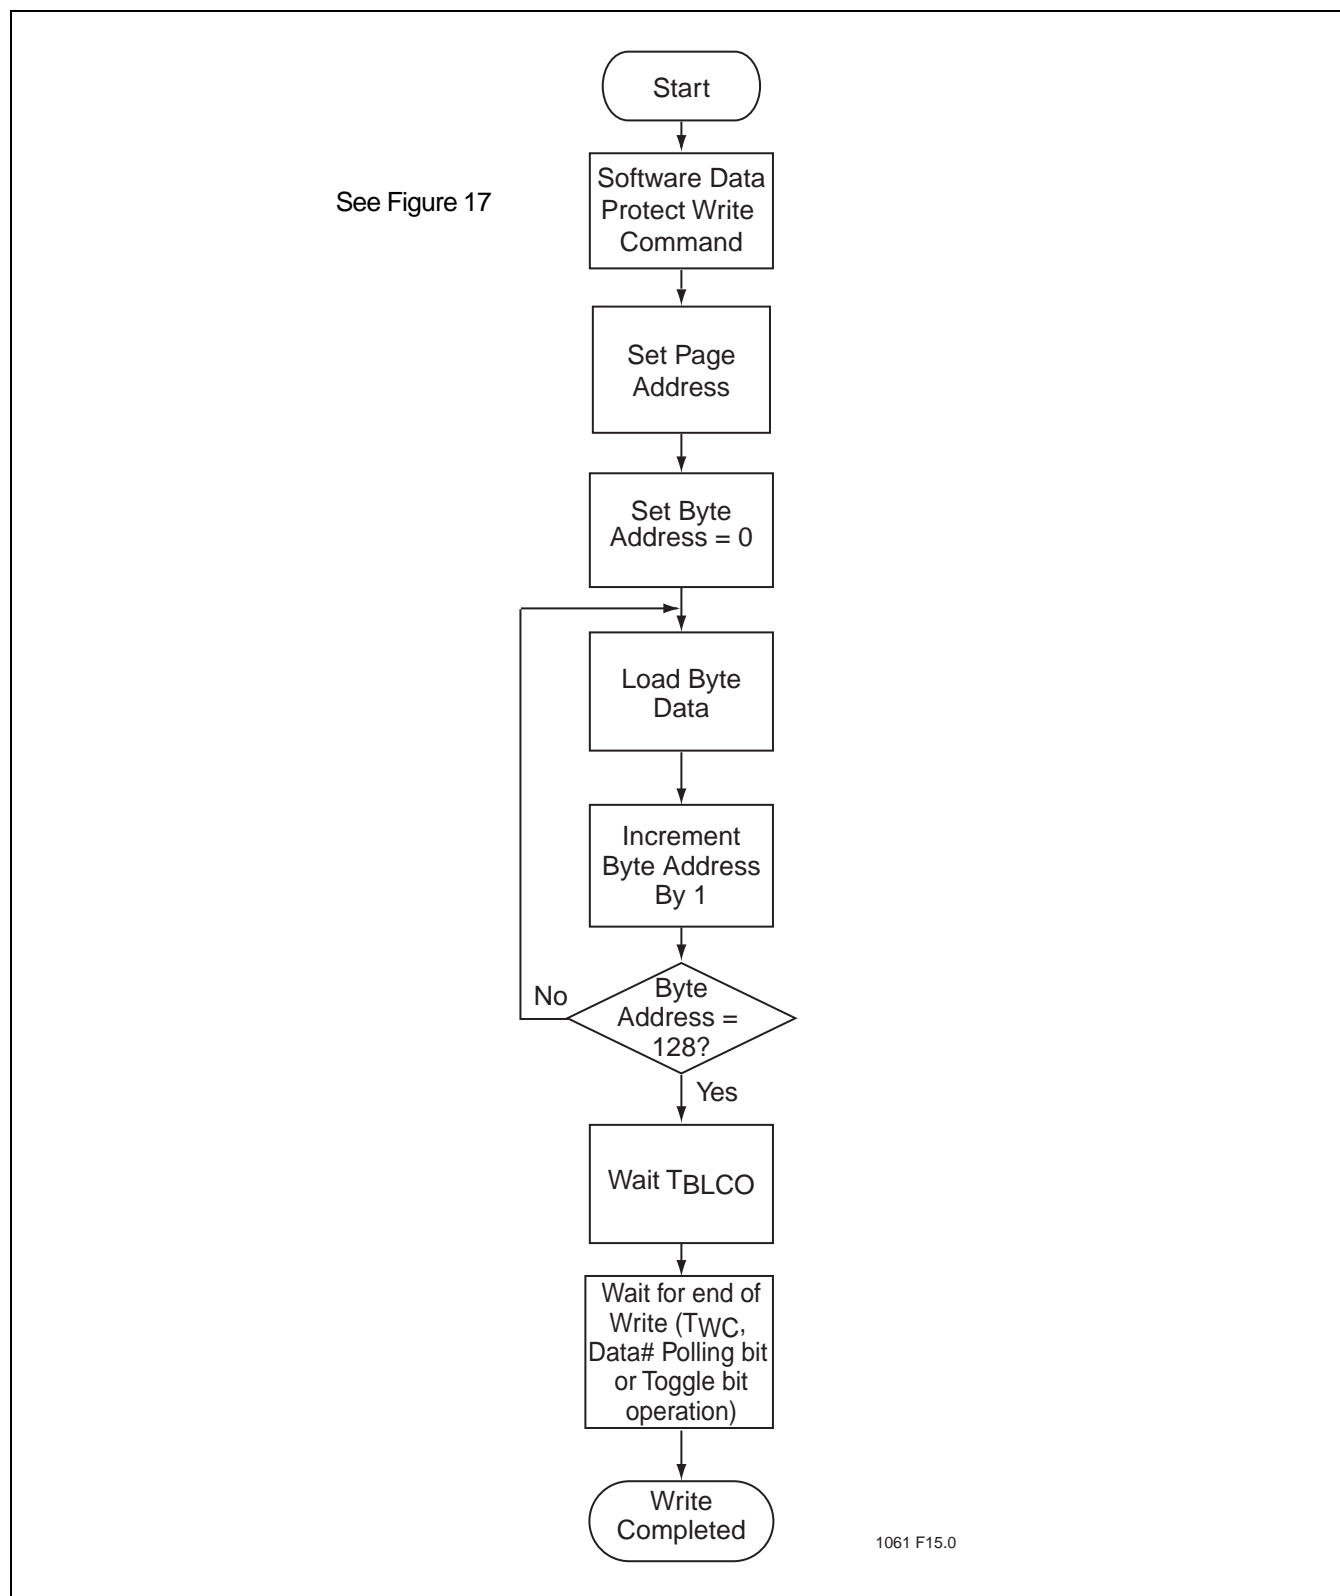 Start
See Figure 17
Software Data
Protect Write
Command
Set Page
Address
Set Byte
Address = 0
Load Byte
Data
Increment
Byte Address
By 1
Byte
Address =
128?
No
Yes
Wait TBLCO
Wait for end of
Write (TWC,
Data# Polling bit
or Toggle bit
operation)
Write
Completed
1061 F15.0